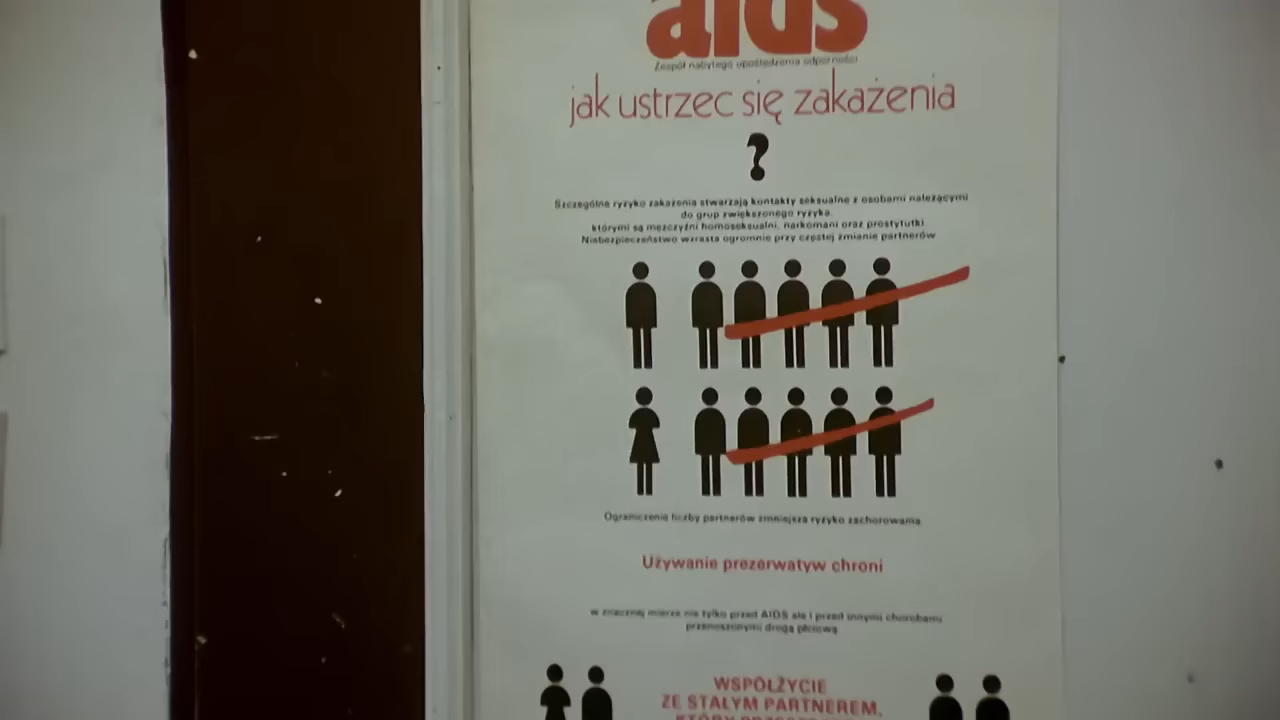 aids
Zespół nabytego upośledzenia odporności
jak ustrzec się zakażenia
?
Szczególne ryzyko zakażenia stwarzają kontakty seksualne z osobami należącymi
do grup zwiększonego ryzyka,
którymi są mężczyźni homoseksualni, narkomani oraz prostytutki
Niebezpieczeństwo wzrasta ogromnie przy częstej zmianie partnerów
Ograniczenie liczby partnerów zmniejsza ryzyko zachorowania
Używanie prezerwatyw chroni
w znacznej mierze nie tylko przed AIDS ale i przed innymi chorobami
przenoszonymi drogą płciową
WSPÓŁŻYCIE
ZE STAŁYM PARTNEREM,
KTÓRY